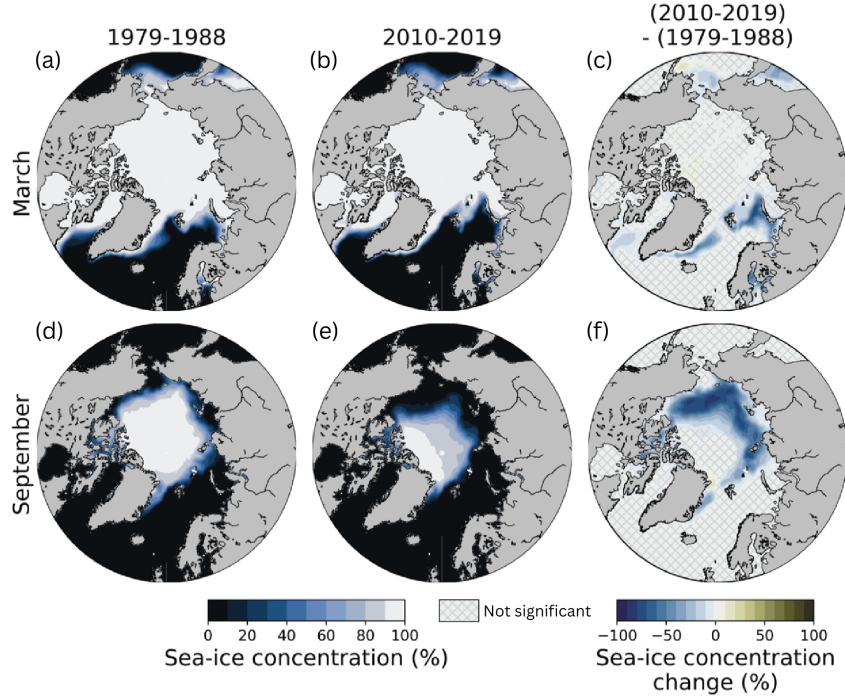 1979-1988
2010-2019
(2010-2019)
- (1979-1988)
(a)
(b)
(c)
March
(d)
(e)
(f)
September
0 20 40 60 80 100
Sea-ice concentration (%)
Not significant
−100 −50 0 50 100
Sea-ice concentration
change (%)